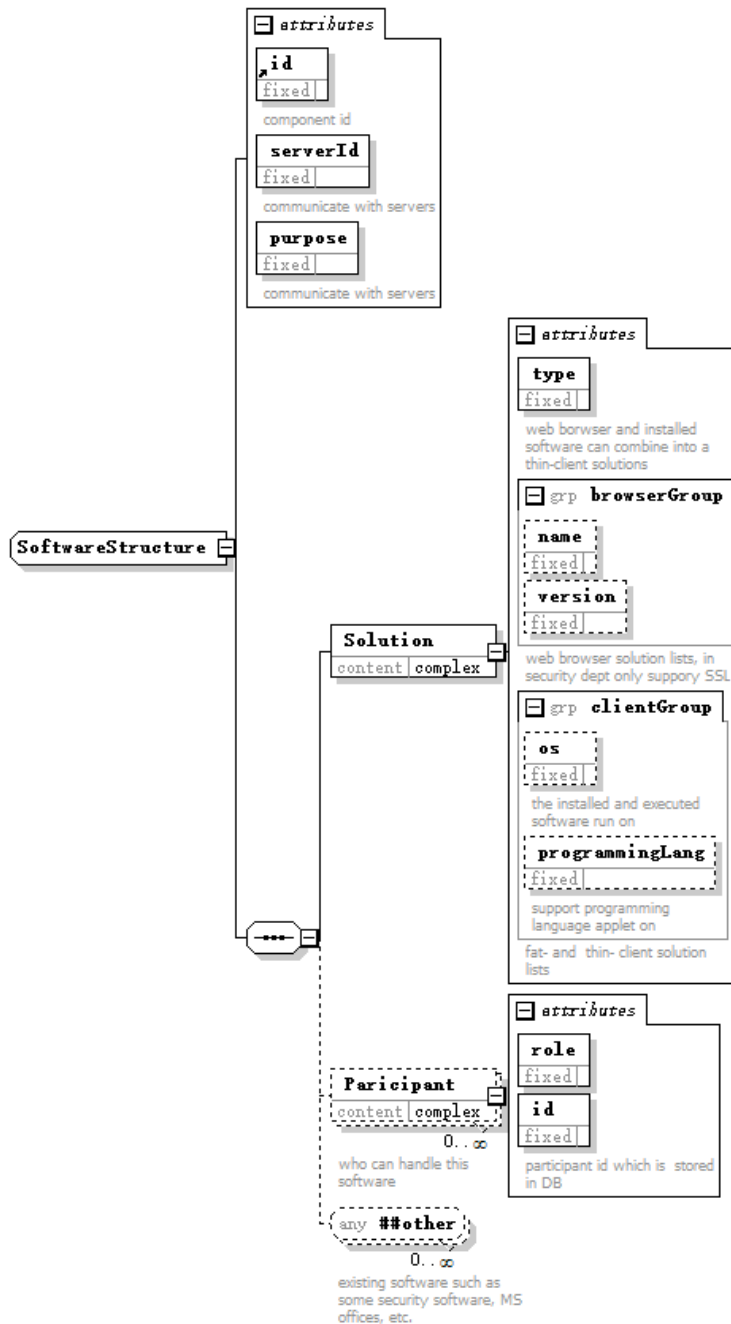 attributes
id
fixed
component id
serverId
fixed
communicate with servers
purpose
fixed
communicate with servers
SoftwareStructure
attributes
type
fixed
web borwser and installed
software can combine into a
thin-client solutions
grp browserGroup
name
fixed
version
fixed
web browser solution lists, in
security dept only suppory SSL
grp clientGroup
os
fixed
the installed and executed
software run on
programmingLang
fixed
support programming
language applet on
fat- and thin- client solution
lists
Solution
content complex
attributes
role
fixed
id
fixed
participant id which is stored
in DB
Paricipant
content complex
0..∞
who can handle this
software
any ##other
0..∞
existing software such as
some security software, MS
offices, etc.